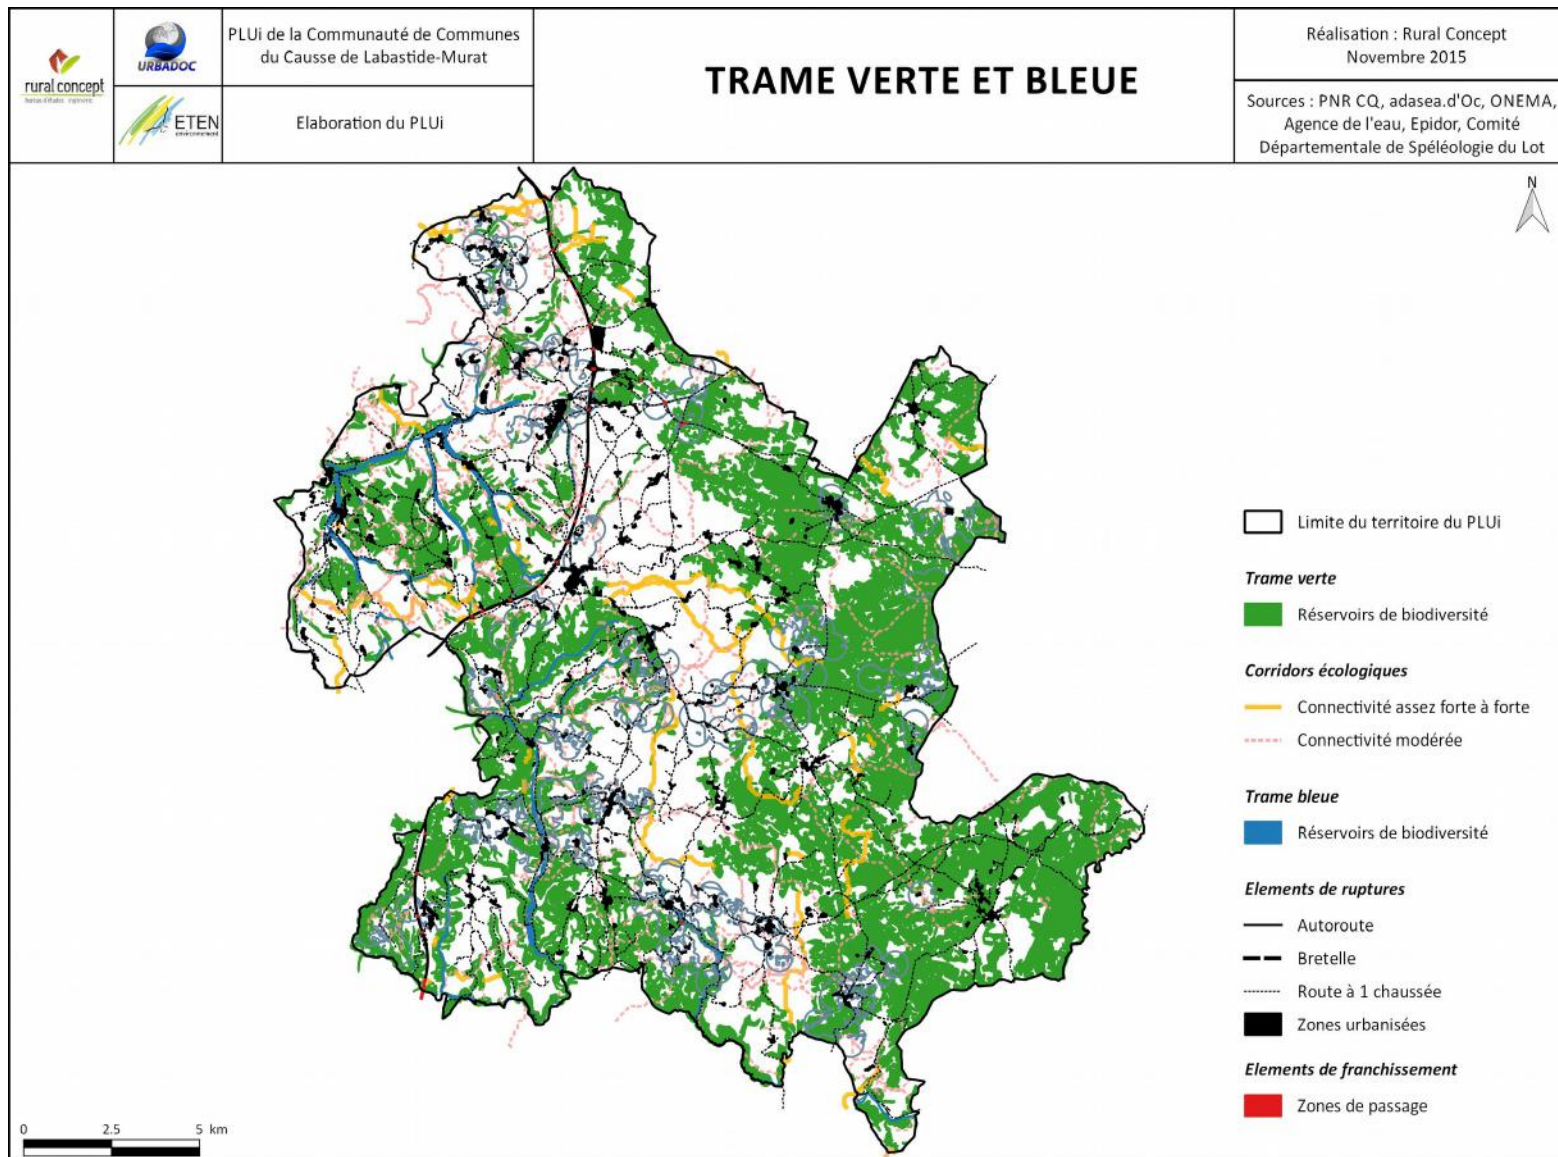 rural concept
URBADOC
ETEN
environnement
PLUi de la Communauté de Communes
du Causse de Labastide-Murat
Elaboration du PLUi
TRAME VERTE ET BLEUE
Réalisation : Rural Concept
Novembre 2015
Sources : PNR CQ, adasea.d'Oc, ONEMA,
Agence de l'eau, Epidor, Comité
Départementale de Spéléologie du Lot
N
Limite du territoire du PLUi
Trame verte
Réservoirs de biodiversité
Corridors écologiques
Connectivité assez forte à forte
Connectivité modérée
Trame bleue
Réservoirs de biodiversité
Elements de ruptures
Autoroute
Bretelle
Route à 1 chaussée
Zones urbanisées
Elements de franchissement
Zones de passage
0 2.5 5 km